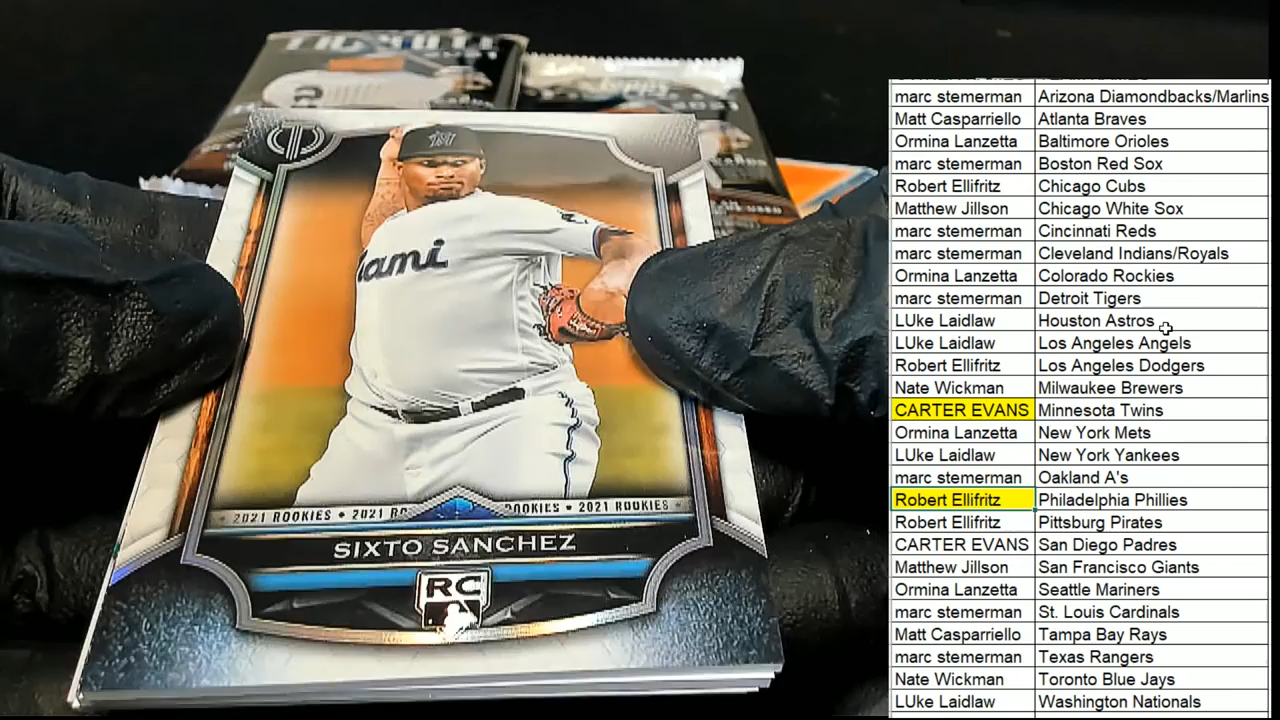 2021
iami
2021 ROOKIES • 2021 RO OOKIES • 2021 ROOKIES •
SIXTO SANCHEZ
RC
marc stemerman Arizona Diamondbacks/Marlins
Matt Casparriello Atlanta Braves
Ormina Lanzetta Baltimore Orioles
marc stemerman Boston Red Sox
Robert Ellifritz Chicago Cubs
Matthew Jillson Chicago White Sox
marc stemerman Cincinnati Reds
marc stemerman Cleveland Indians/Royals
Ormina Lanzetta Colorado Rockies
marc stemerman Detroit Tigers
LUke Laidlaw Houston Astros
LUke Laidlaw Los Angeles Angels
Robert Ellifritz Los Angeles Dodgers
Nate Wickman Milwaukee Brewers
CARTER EVANS Minnesota Twins
Ormina Lanzetta New York Mets
LUke Laidlaw New York Yankees
marc stemerman Oakland A's
Robert Ellifritz Philadelphia Phillies
Robert Ellifritz Pittsburg Pirates
CARTER EVANS San Diego Padres
Matthew Jillson San Francisco Giants
Ormina Lanzetta Seattle Mariners
marc stemerman St. Louis Cardinals
Matt Casparriello Tampa Bay Rays
marc stemerman Texas Rangers
Nate Wickman Toronto Blue Jays
LUke Laidlaw Washington Nationals